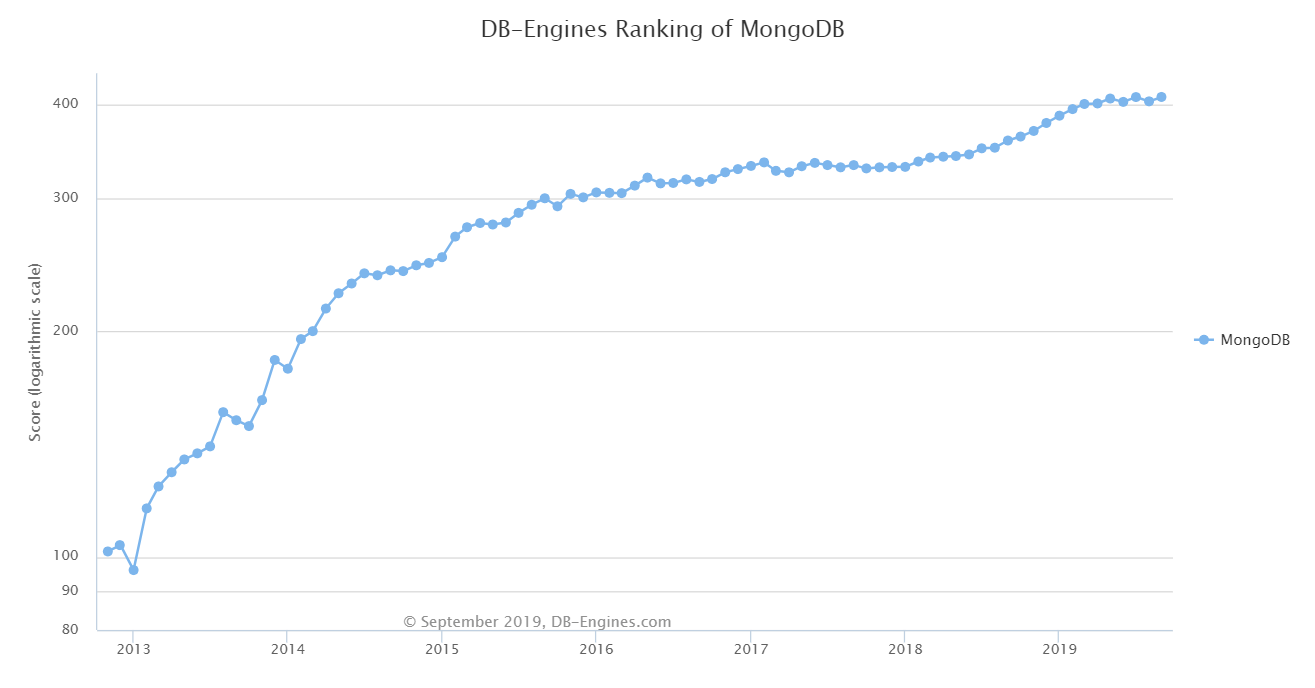 DB-Engines Ranking of MongoDB
400
300
200
100
90
80
Score (logarithmic scale)
MongoDB
© September 2019, DB-Engines.com
2013 2014 2015 2016 2017 2018 2019